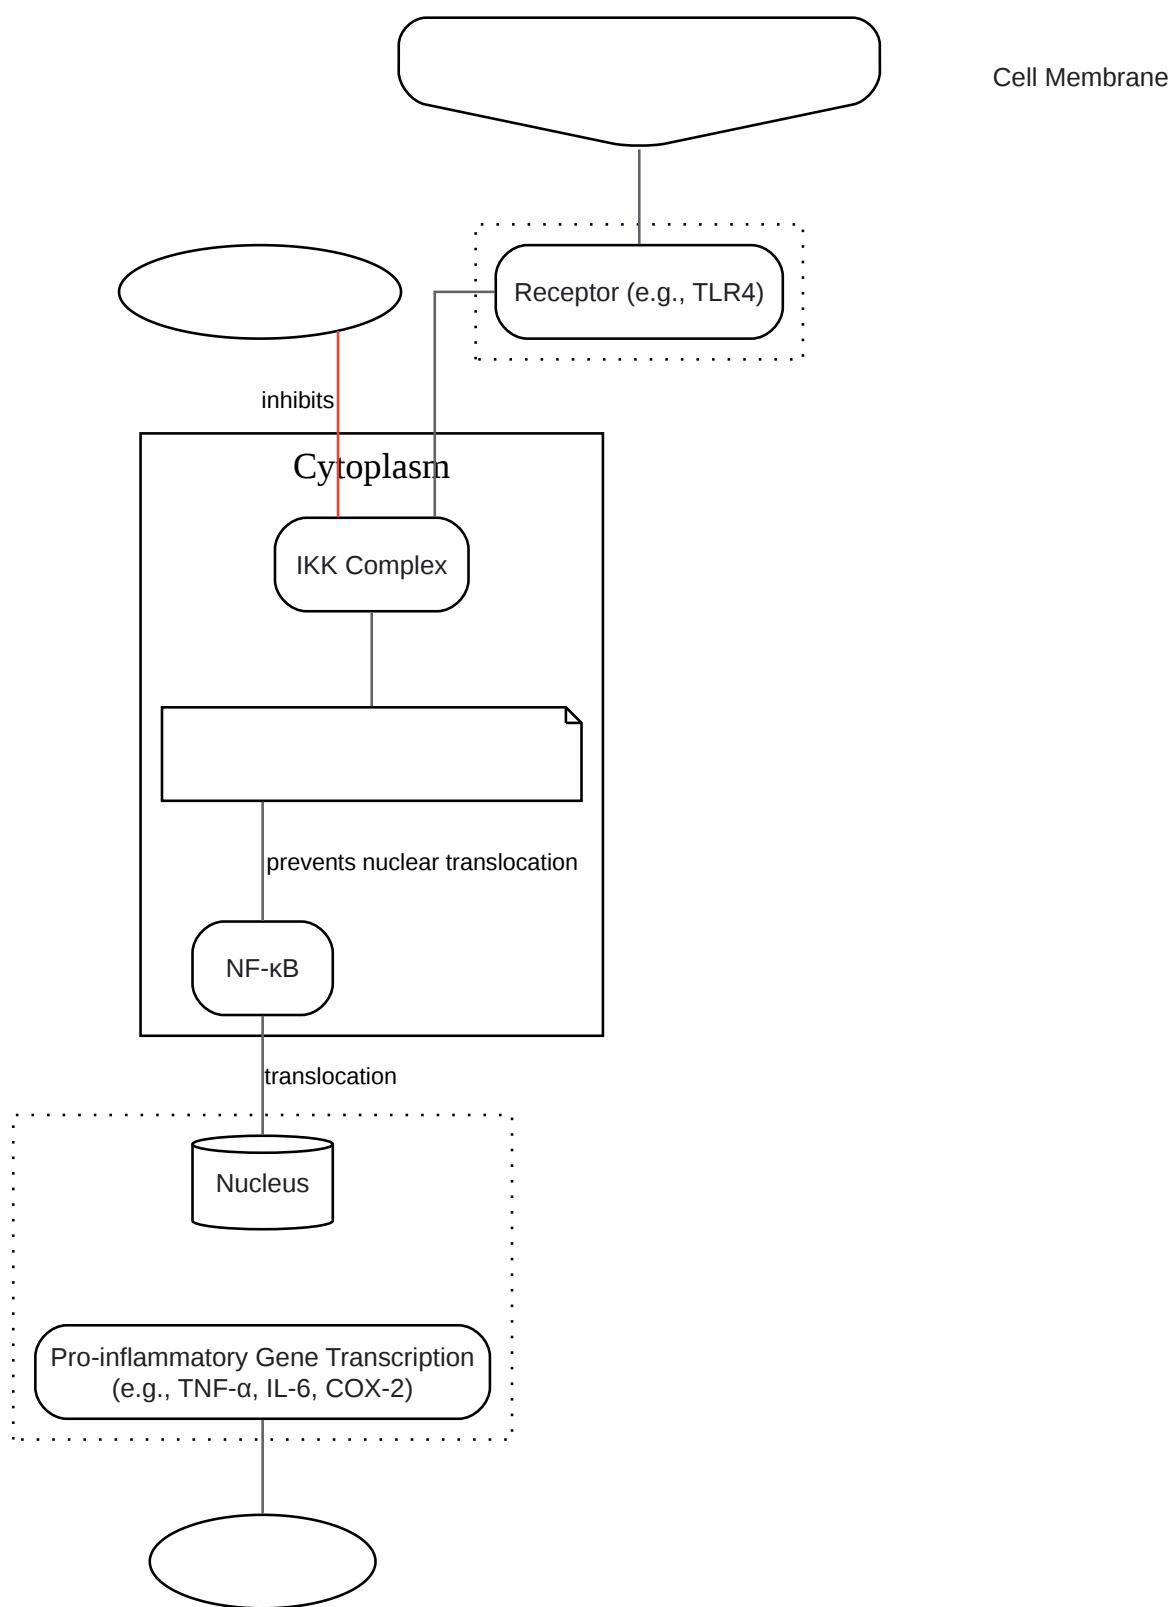 Cell Membrane
Receptor (e.g., TLR4)
inhibits
Cytoplasm
IKK Complex
prevents nuclear translocation
NF-κB
translocation
Nucleus
Pro-inflammatory Gene Transcription
(e.g., TNF-α, IL-6, COX-2)